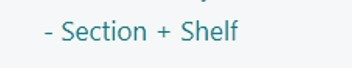 - Section + Shelf